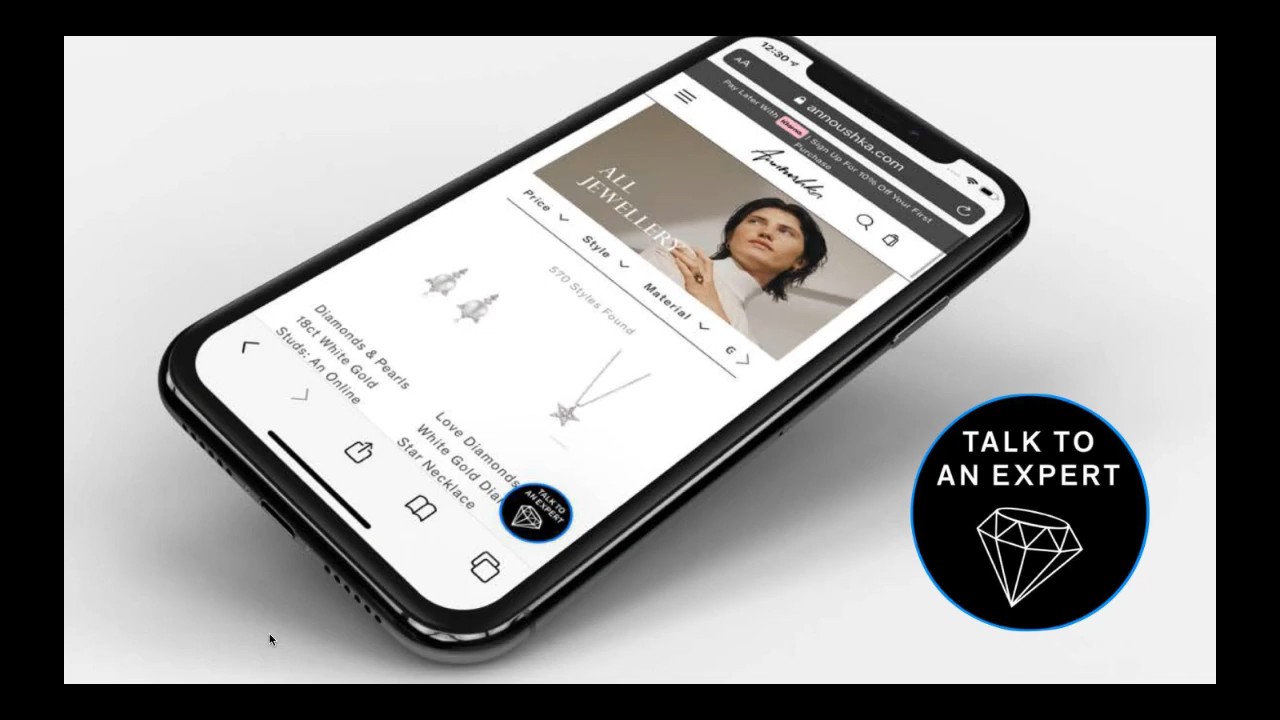 12:30
AA
annoushka.com
Pay Later With Klarna / Sign Up For 10% Off Your First
Purchase
Annoushka
ALL
JEWELLERY
Price
Style
Material
G
570 Styles Found
Diamonds & Pearls
18ct White Gold
Studs: An Online
Love Diamonds
White Gold
Star Necklace
TALK TO
AN EXPERT
TALK TO
AN EXPERT